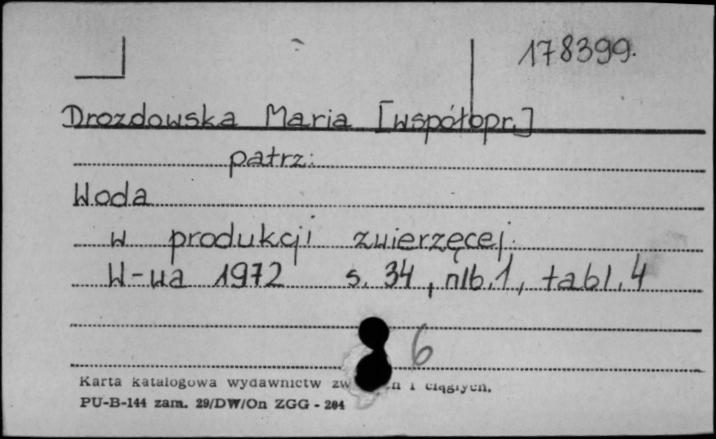 178399.
Drozdowska Maria [współopr.]
patrz:
Woda
w produkcji zwierzęcej.
W-wa 1972 s. 34, nlb. 1, tabl. 4
6
Karta katalogowa wydawnictw i ciągłych.
PU-B-144 zam. 29/DW/On ZGG - 204